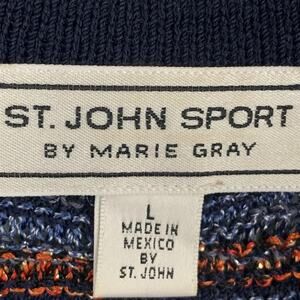 ST. JOHN SPORT
BY MARIE GRAY
L
MADE IN
MEXICO
BY
ST. JOHN